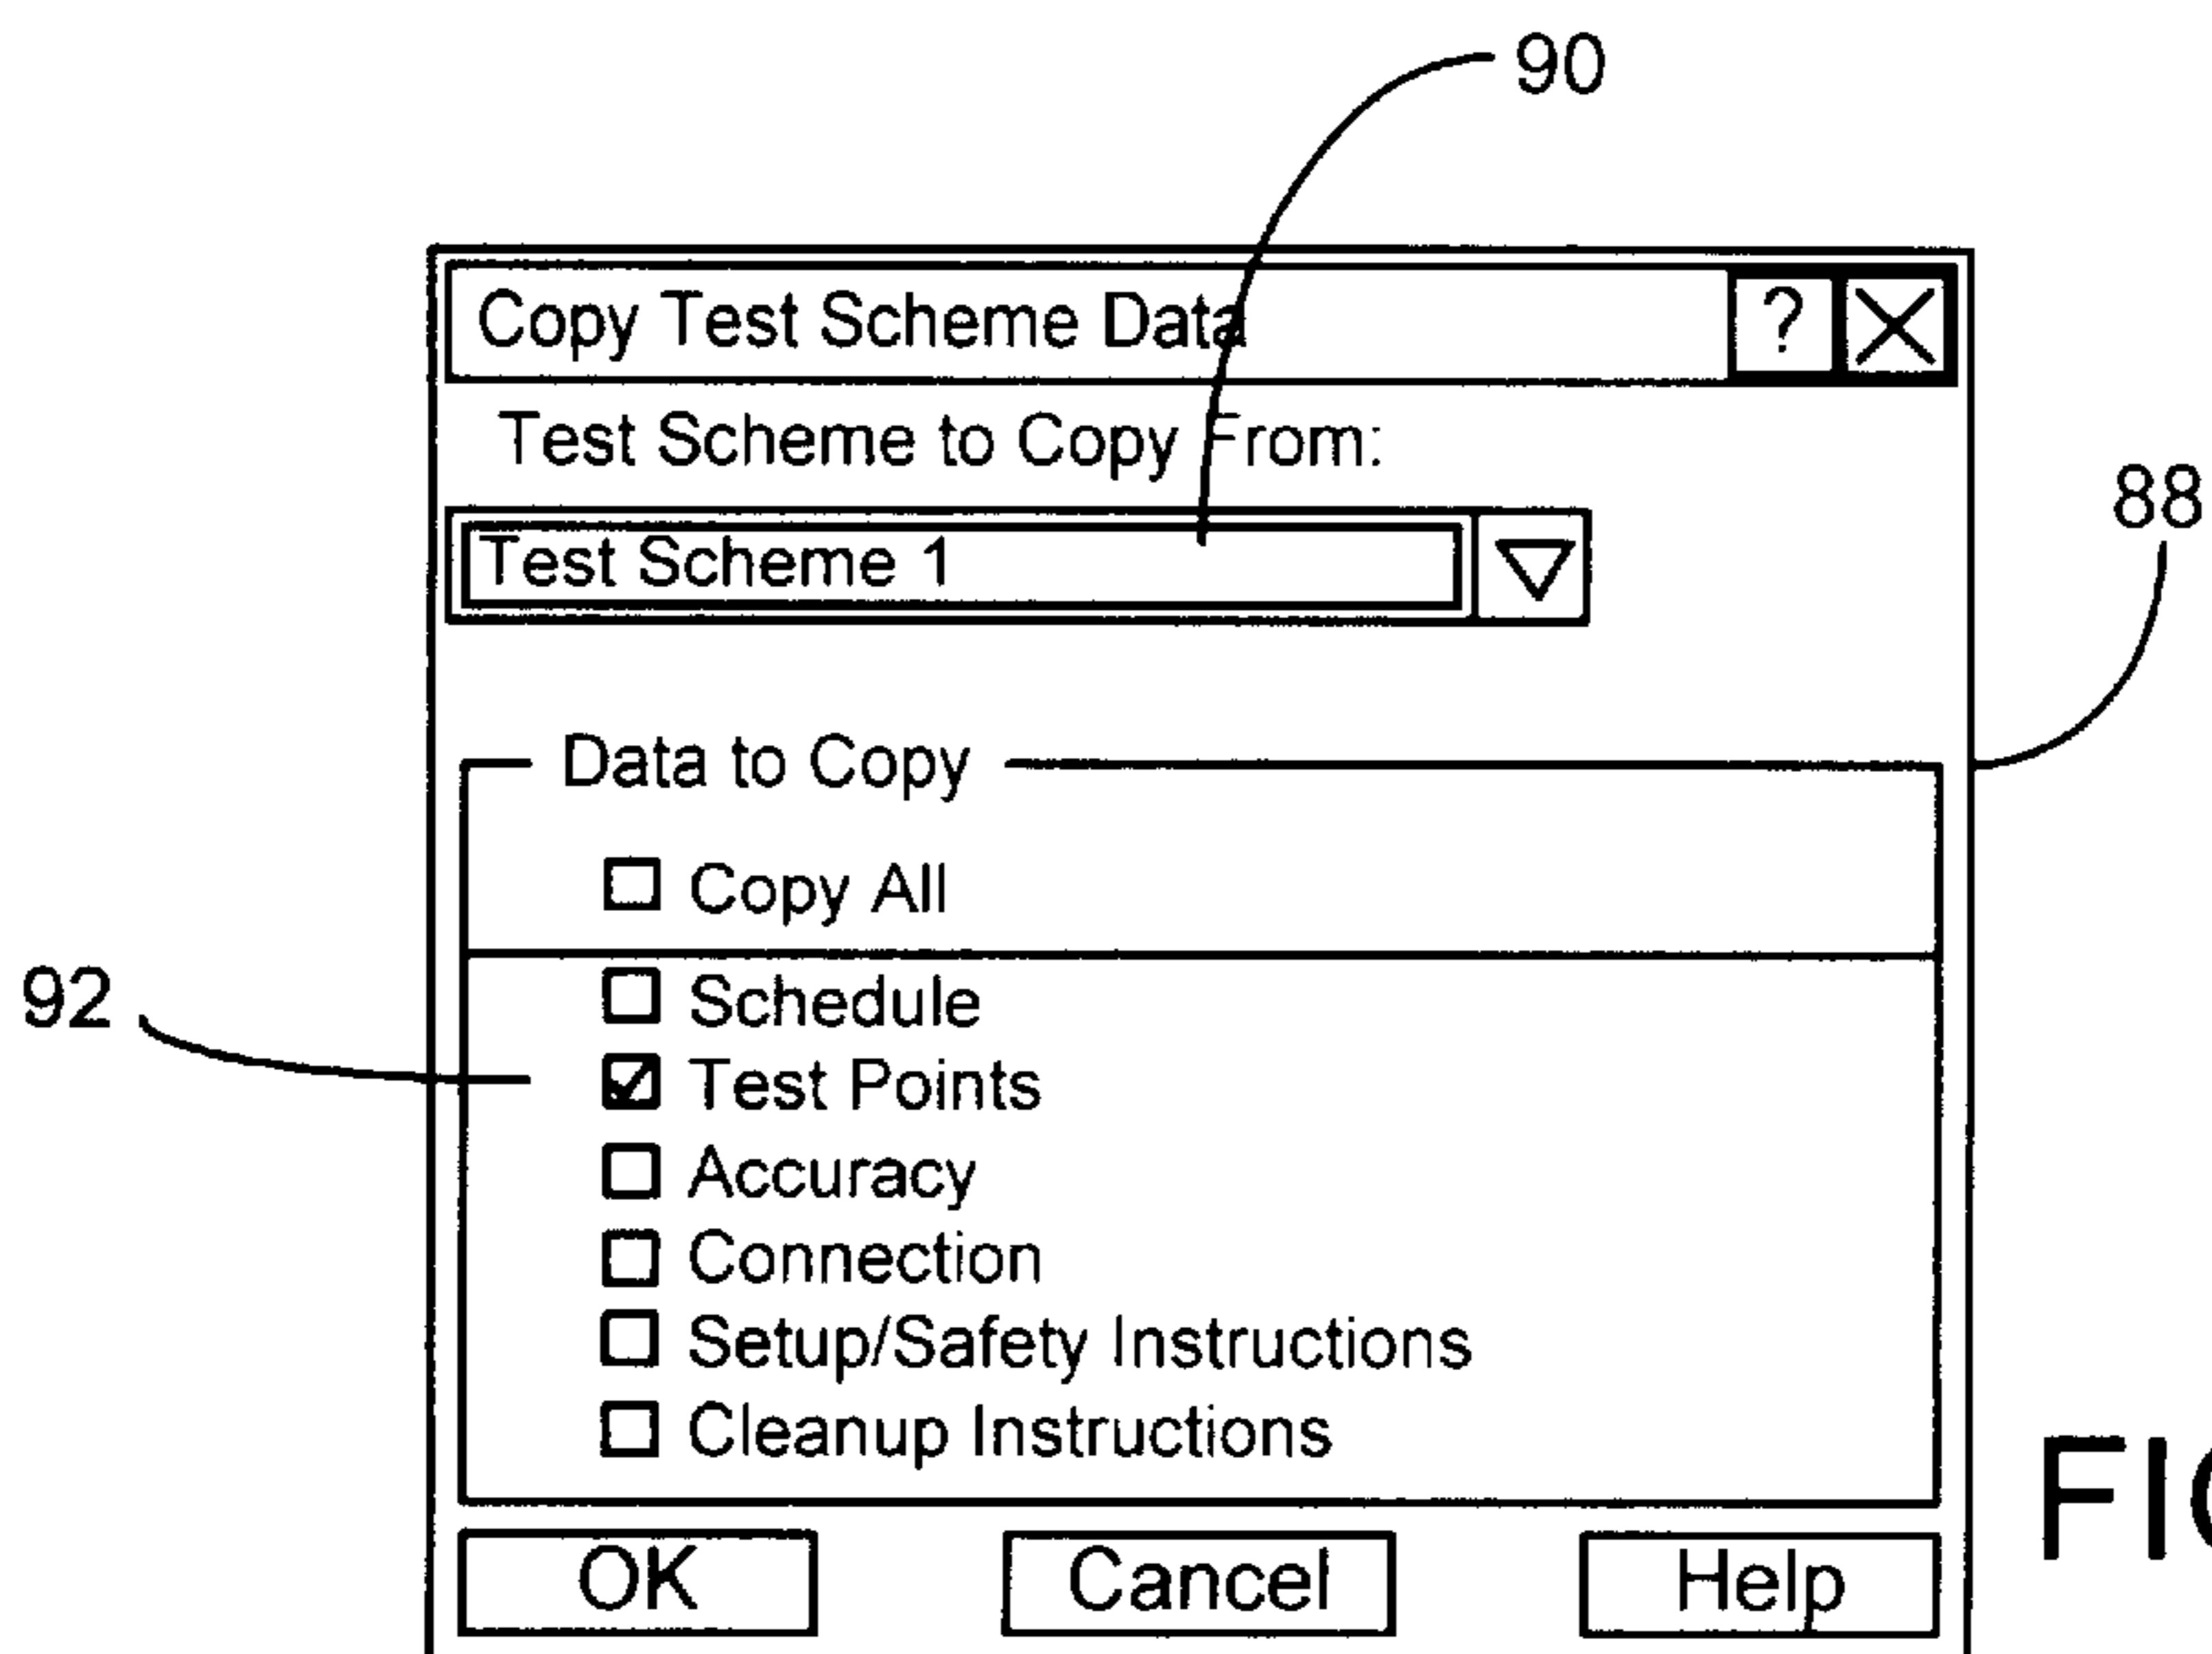 90
Copy Test Scheme Data ?
Test Scheme to Copy From:
88
Test Scheme 1
Data to Copy
Copy All
92
Schedule
Test Points
Accuracy
Connection
Setup/Safety Instructions
Cleanup Instructions
OK Cancel Help